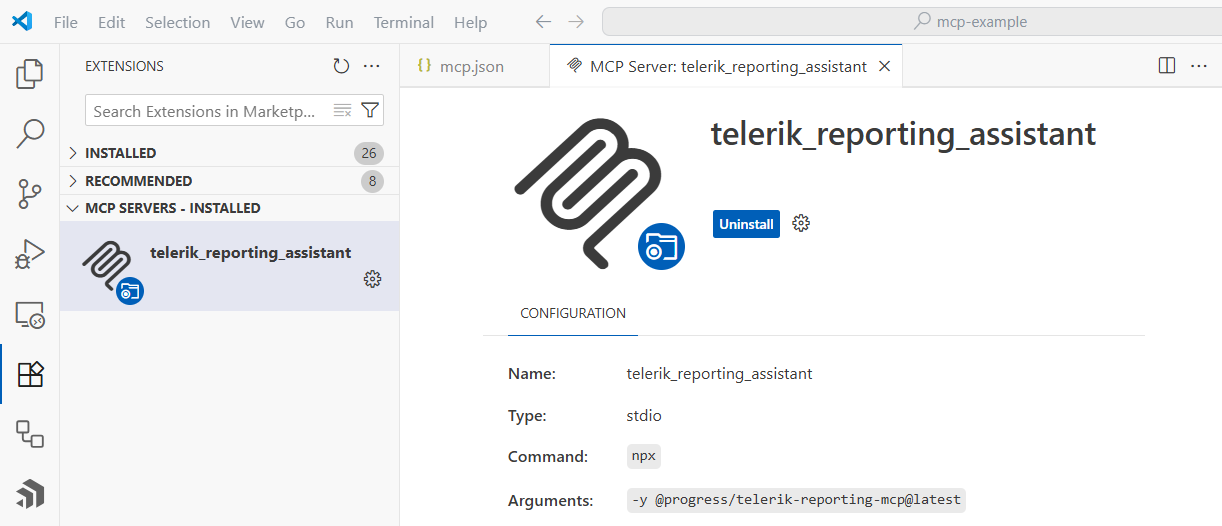 File Edit Selection View Go Run Terminal Help mcp-example
EXTENSIONS
mcp.json
MCP Server: telerik_reporting_assistant
Search Extensions in Marketp...
INSTALLED 26
RECOMMENDED 8
MCP SERVERS - INSTALLED
telerik_reporting_assistant
telerik_reporting_assistant
Uninstall
CONFIGURATION
Name: telerik_reporting_assistant
Type: stdio
Command: npx
Arguments: -y @progress/telerik-reporting-mcp@latest